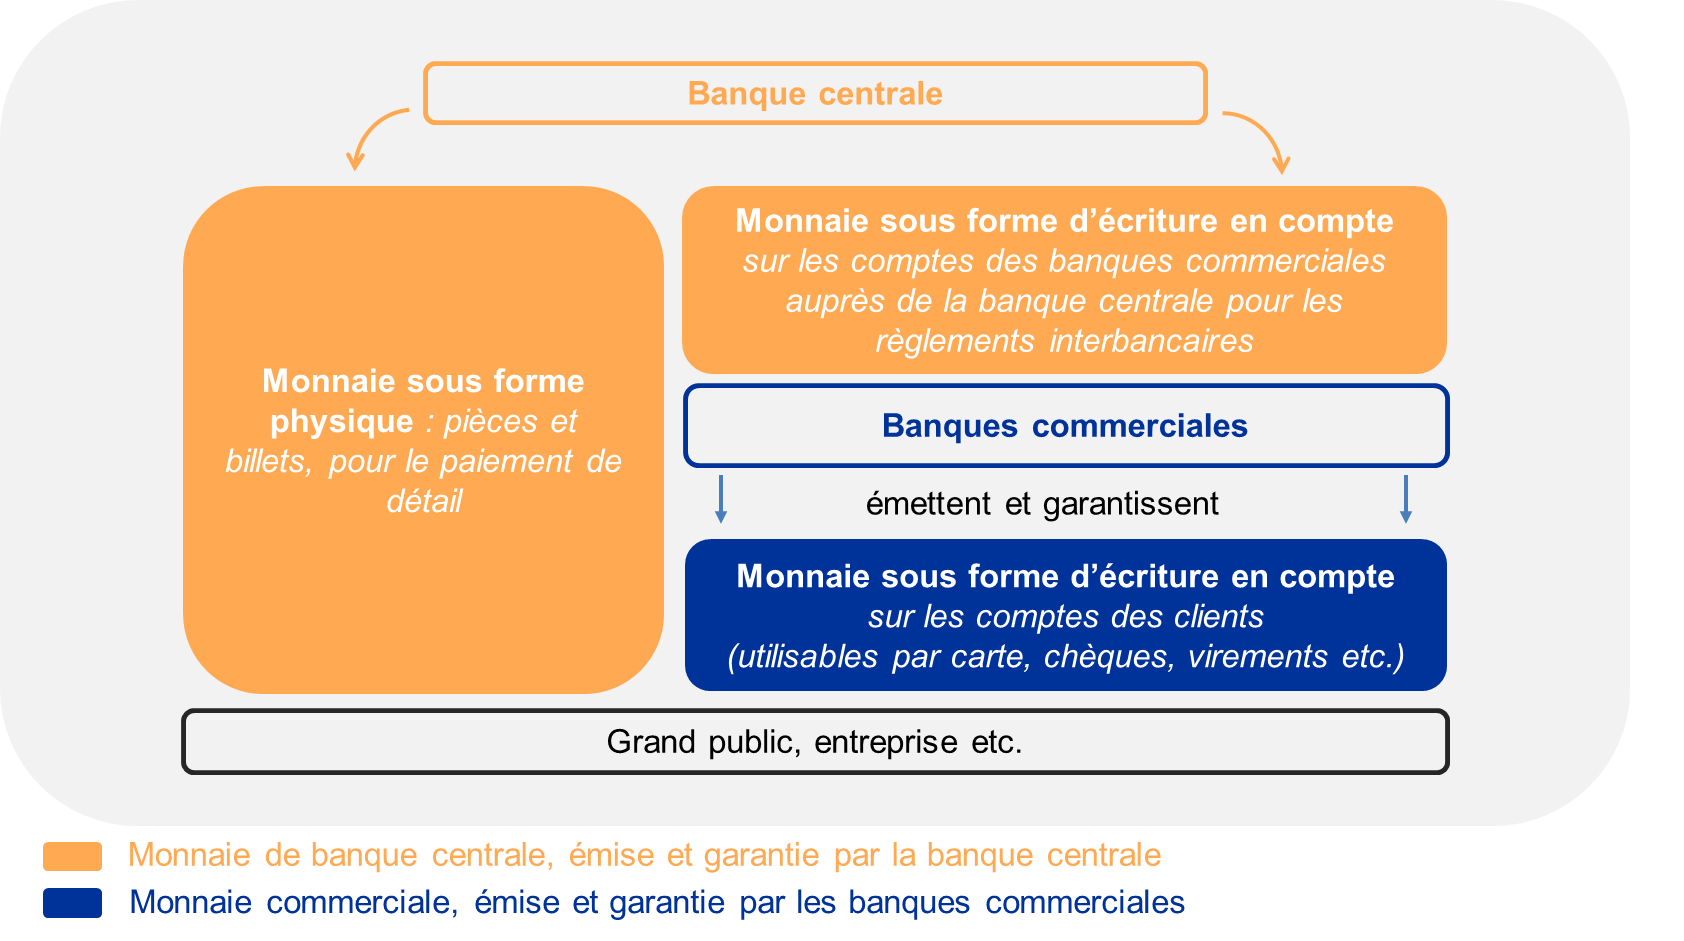 Banque centrale
Monnaie sous forme
physique : pièces et
billets, pour le paiement de
détail
Monnaie sous forme d’écriture en compte
sur les comptes des banques commerciales
auprès de la banque centrale pour les
règlements interbancaires
Banques commerciales
émettent et garantissent
Monnaie sous forme d’écriture en compte
sur les comptes des clients
(utilisables par carte, chèques, virements etc.)
Grand public, entreprise etc.
Monnaie de banque centrale, émise et garantie par la banque centrale
Monnaie commerciale, émise et garantie par les banques commerciales